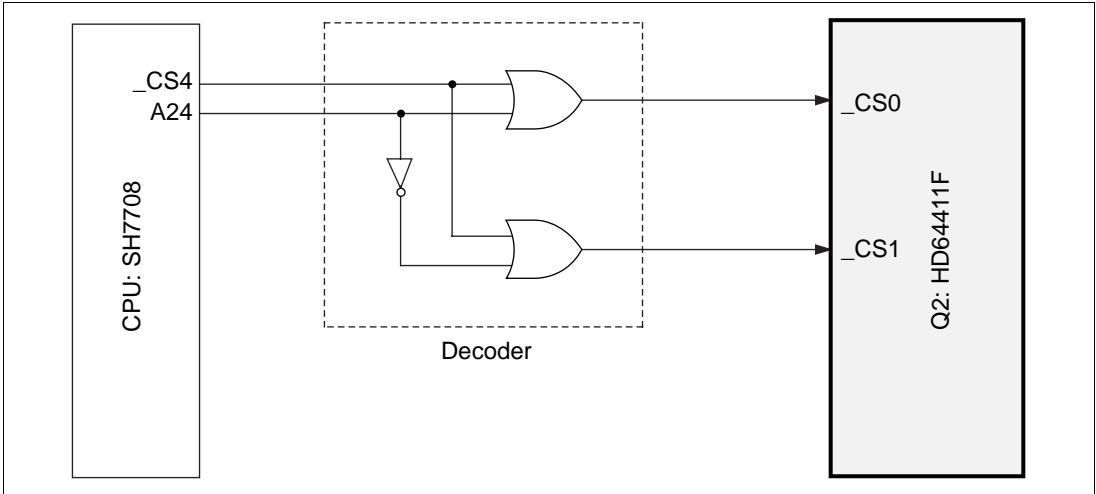 _CS4
A24
CPU: SH7708
Decoder
_CS0
_CS1
Q2: HD64411F